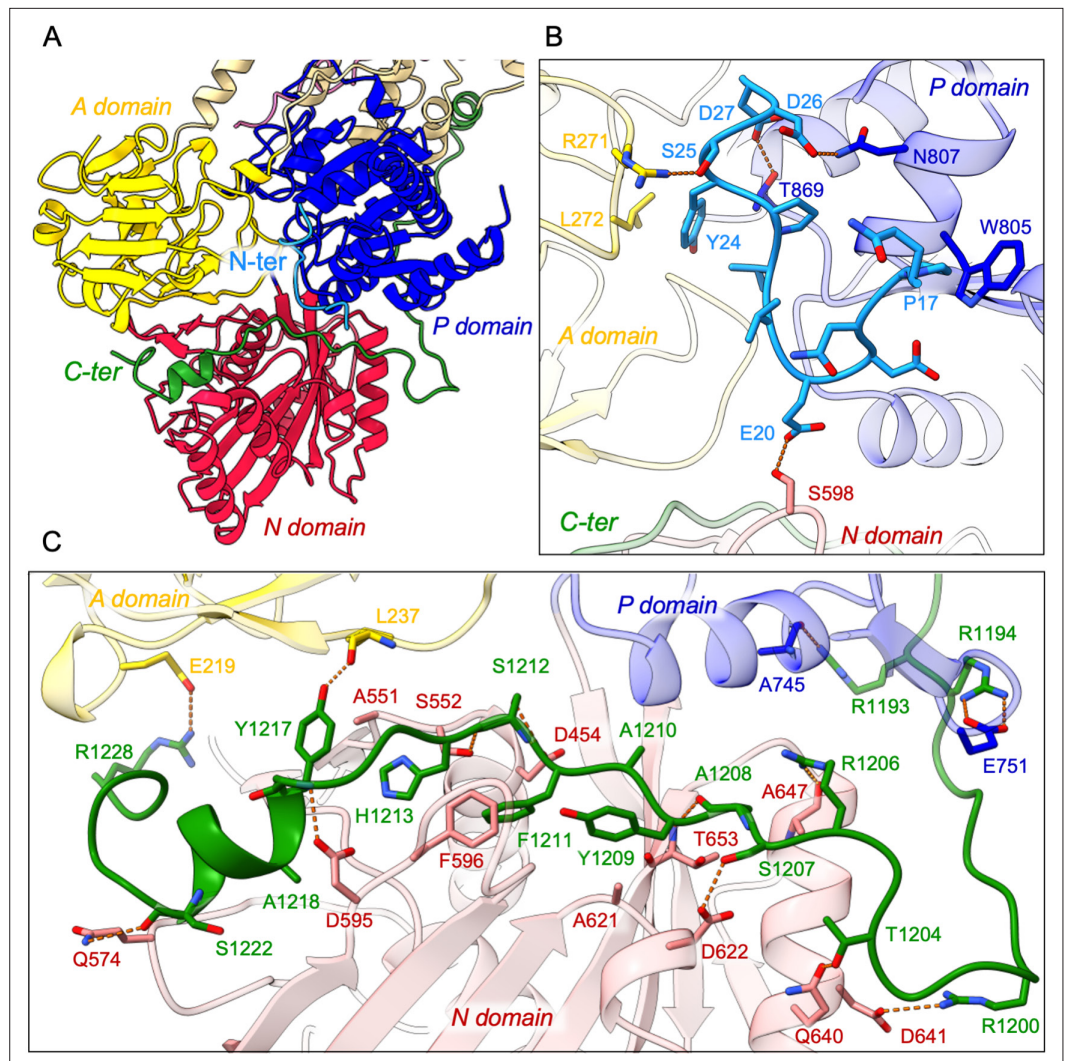 A
A domain
N-ter
P domain
C-ter
N domain
B
P domain
D27
D26
R271
S25
N807
T869
L272
Y24
W805
P17
A domain
E20
S598
C-ter
N domain
C
A domain
L237
P domain
E219
S1212
R1194
A551
S552
A745
Y1217
R1193
D454
A1210
R1228
E751
A1208
R1206
H1213
A647
F1211
T653
F596
Y1209
S1207
A1218
D595
A621
S1222
D622
T1204
Q574
N domain
Q640
D641
R1200